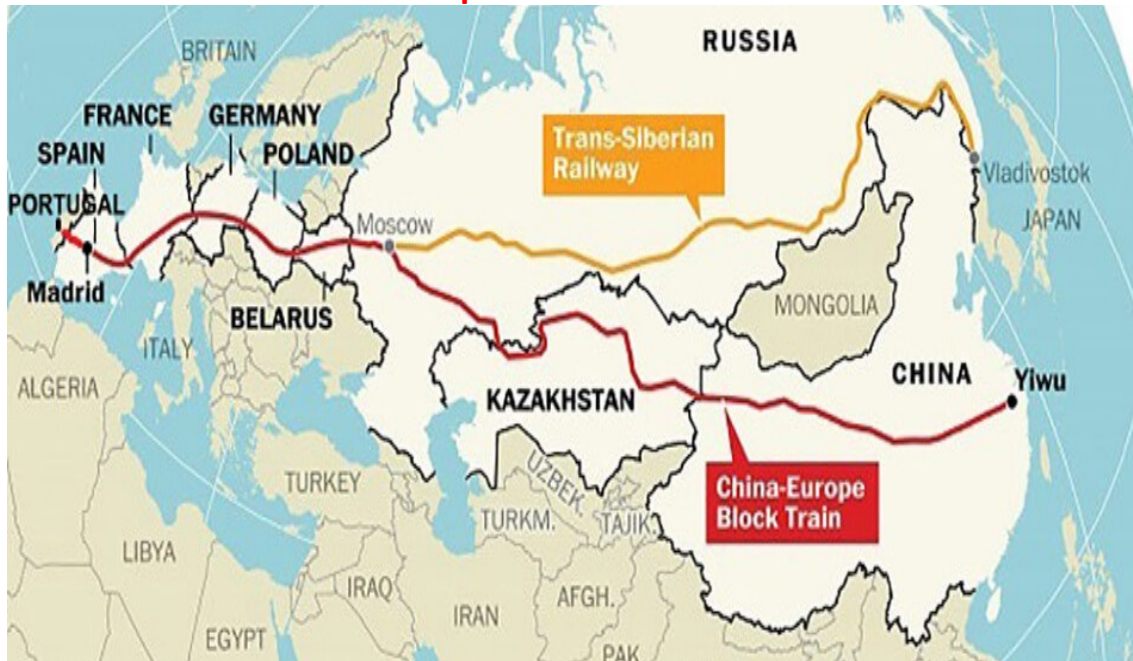 RUSSIA
BRITAIN
FRANCE
GERMANY
SPAIN
POLAND
PORTUGAL
Trans-Siberian
Railway
Vladivostok
Moscow
JAPAN
Madrid
MONGOLIA
BELARUS
ITALY
ALGERIA
KAZAKHSTAN
CHINA
Yiwu
UZBEK.
TURKEY
TURKM.
TAJIK.
China-Europe
Block Train
LIBYA
IRAQ
IRAN
AFGH.
EGYPT
PAK